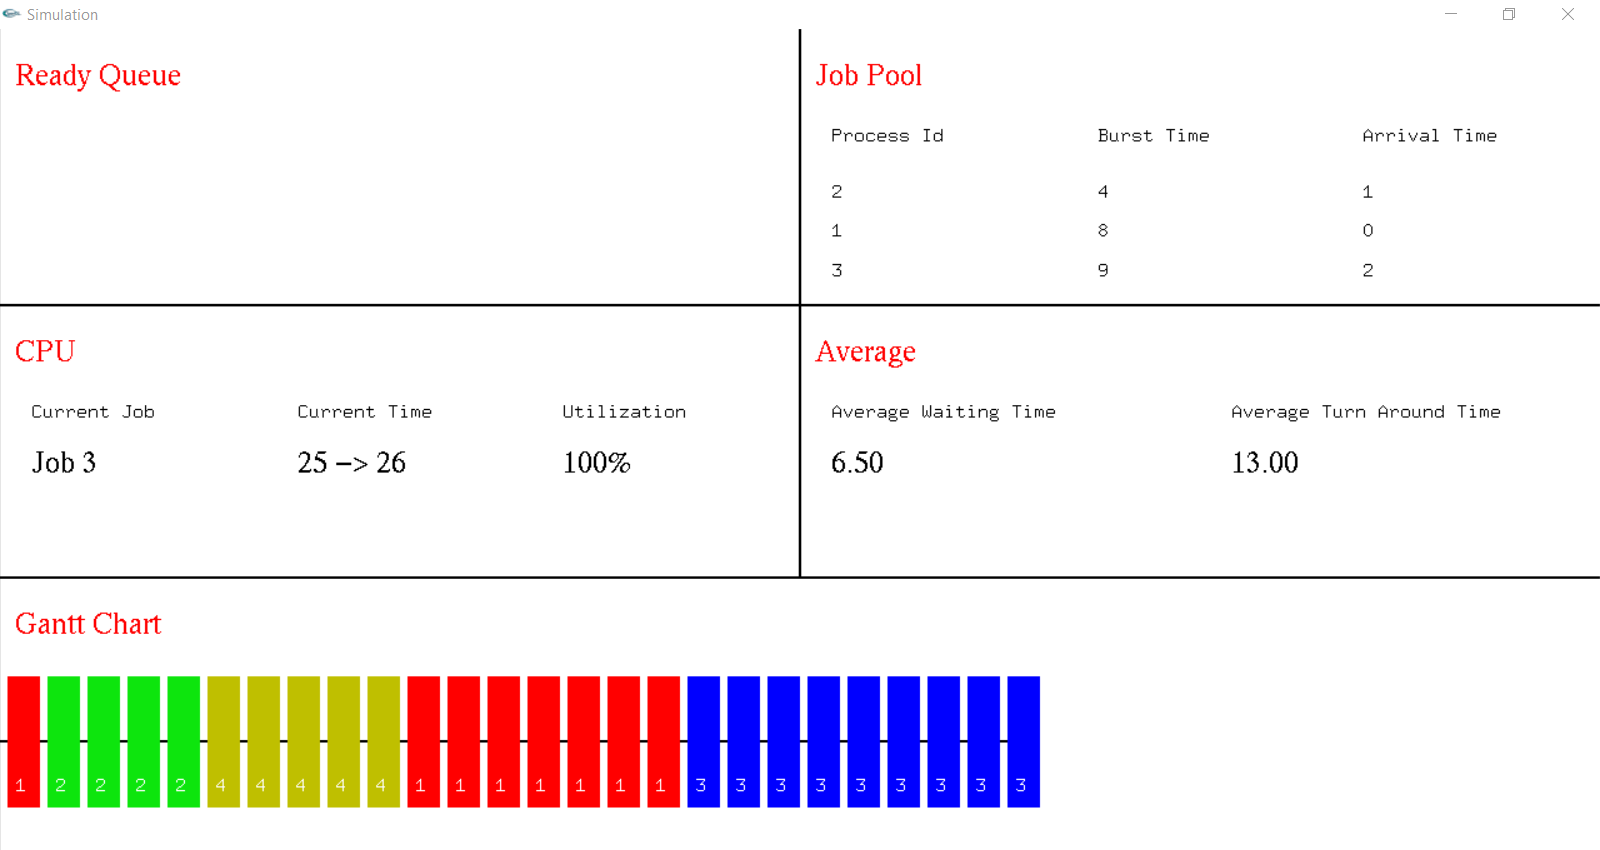 Simulation
Ready Queue
Job Pool
Process Id Burst Time Arrival Time
2 4 1
1 8 0
3 9 2
CPU
Current Job Current Time Utilization
Job 3 25 –> 26 100%
Average
Average Waiting Time Average Turn Around Time
6.50 13.00
Gantt Chart
1 2 2 2 2 4 4 4 4 4 1 1 1 1 1 1 1 3 3 3 3 3 3 3 3 3